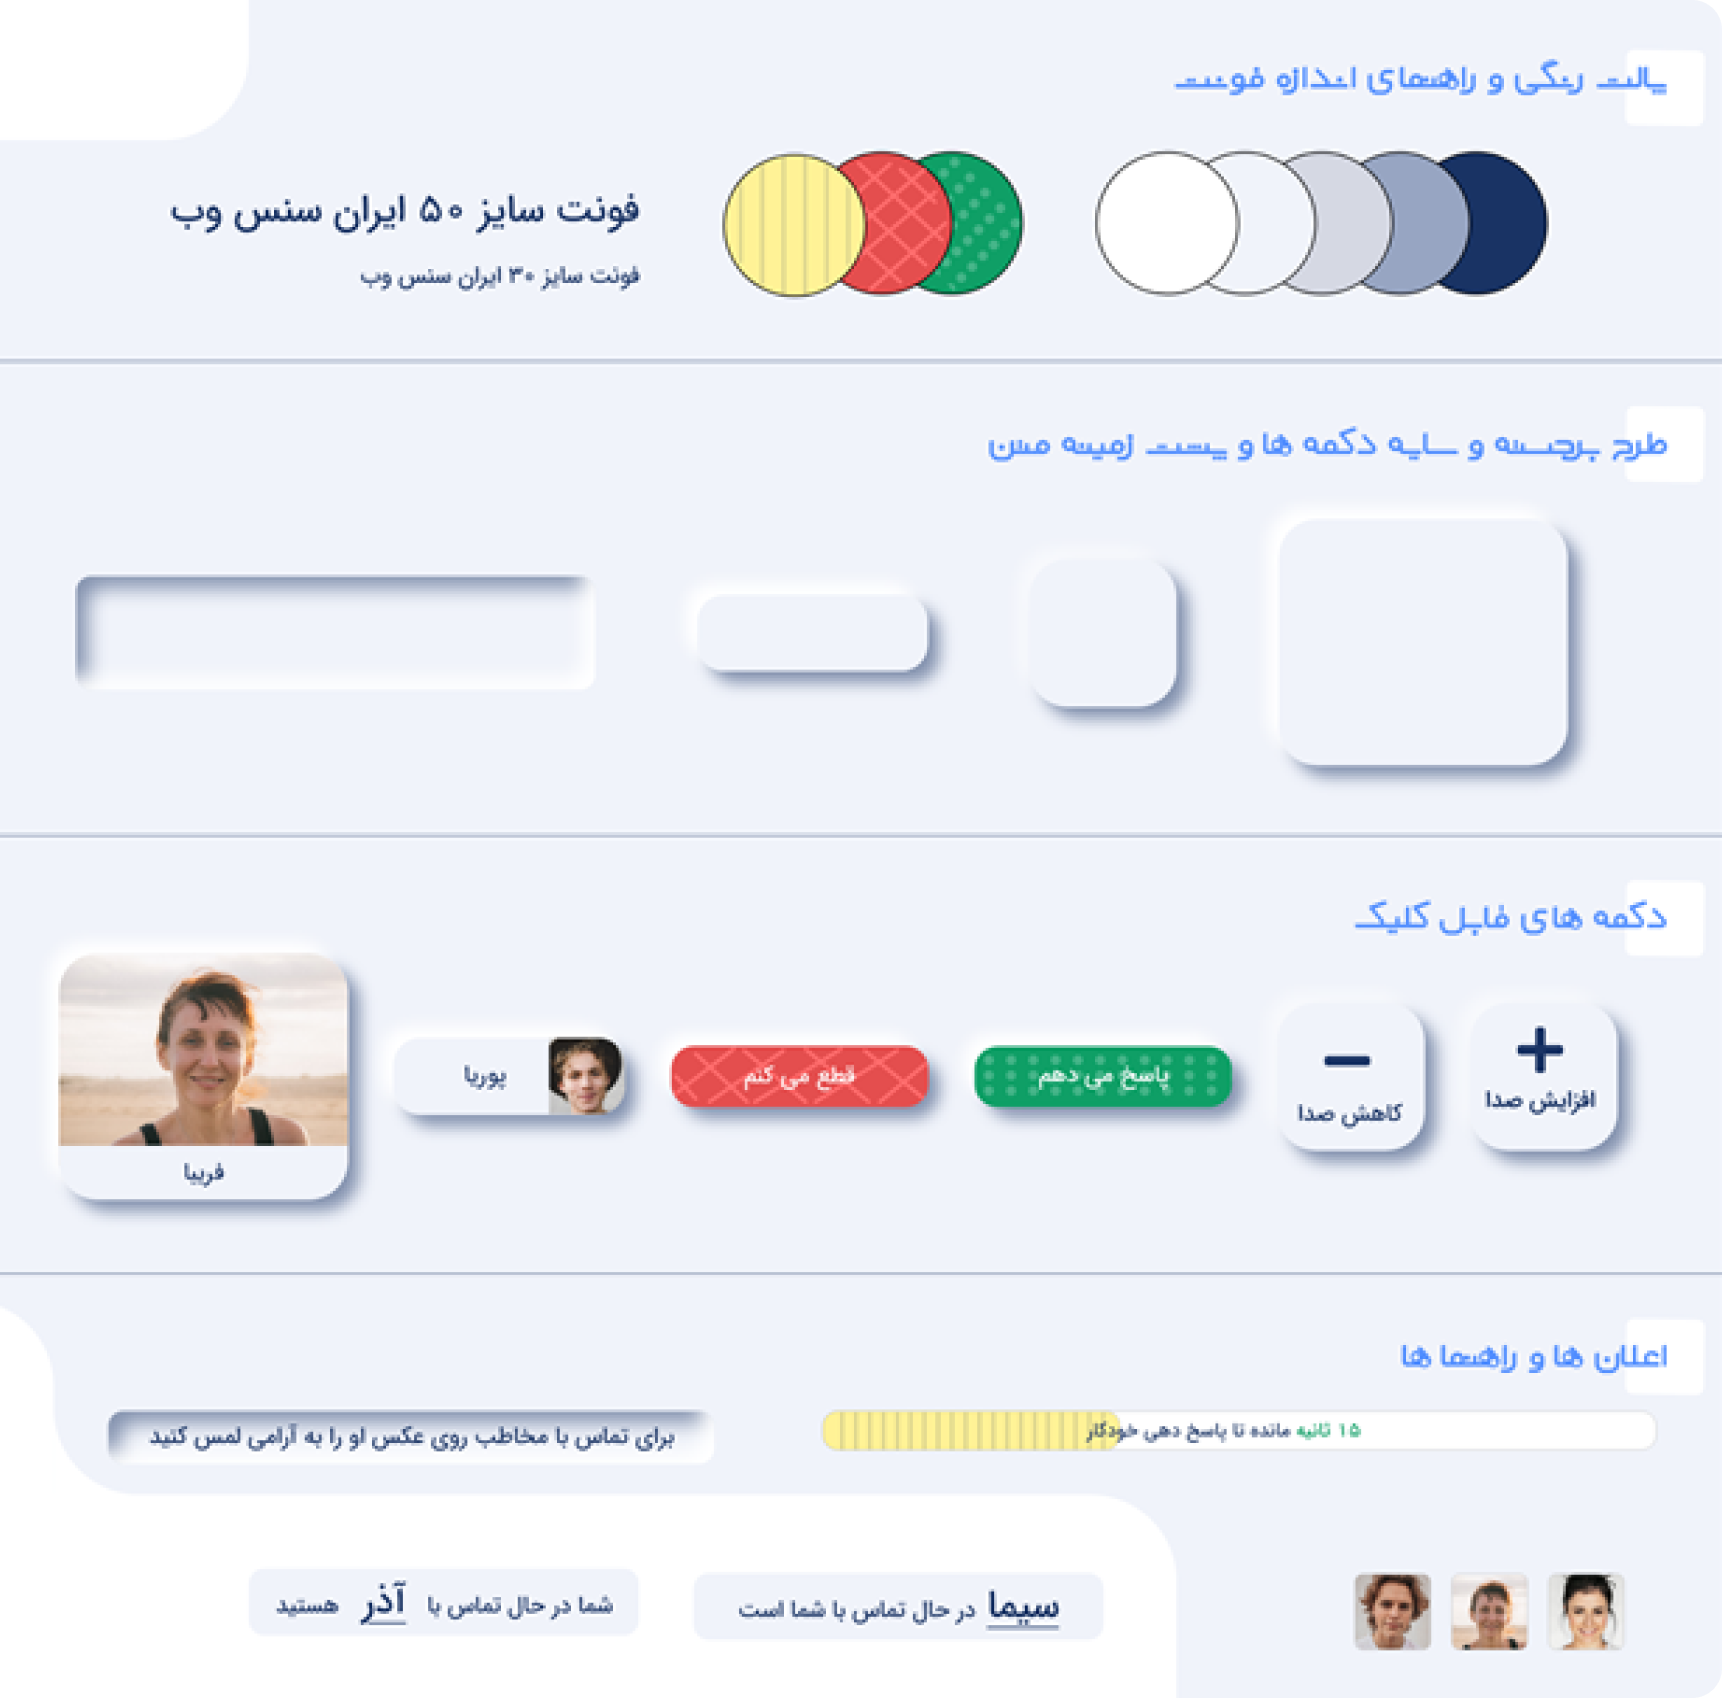 پالت رنگی و راهنمای اندازه فونت
فونت سایز ۵۰ ایران سنس وب
فونت سایز ۳۰ ایران سنس وب
طرح برجسته و سایه دکمه ها و پشت زمینه متن
دکمه های قابل کلیک
افزایش صدا
کاهش صدا
پاسخ می دهم
قطع می کنم
پوریا
فریبا
اعلان ها و راهنما ها
۱۵ ثانیه مانده تا پاسخ دهی خودکار
برای تماس با مخاطب روی عکس او را به آرامی لمس کنید
سیما در حال تماس با شما است
شما در حال تماس با آذر هستید